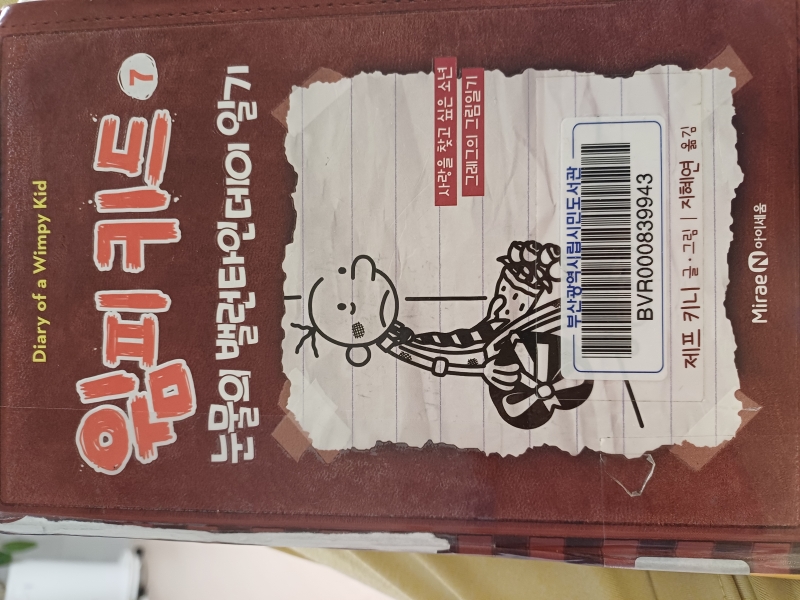 Diary of a Wimpy Kid
윔피 키드 7
눈물의 밸런타인데이 일기
사랑을 찾고 싶은 소년
그레그의 그림일기
부산광역시립시민도서관
BVR000839943
제프 키니 글·그림 | 지혜연 옮김
Mirae N 아이세움